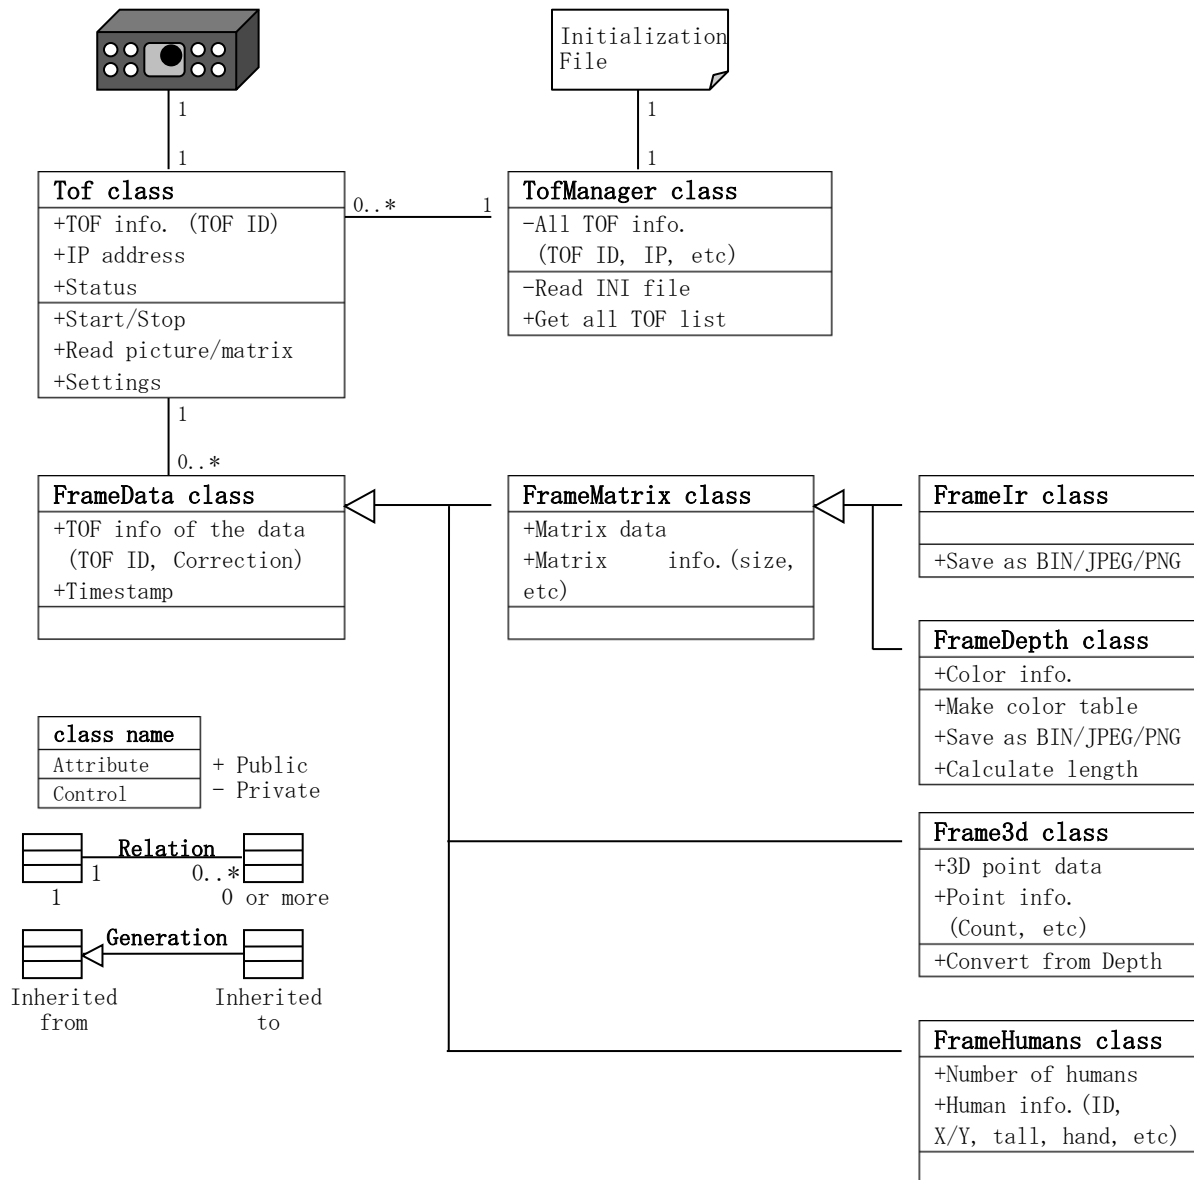 Initialization
File
1
1
1
1
Tof class
+TOF info. (TOF ID)
+IP address
+Status
+Start/Stop
+Read picture/matrix
+Settings
0..*
1
TofManager class
-All TOF info.
(TOF ID, IP, etc)
-Read INI file
+Get all TOF list
1
0..*
FrameData class
+TOF info of the data
(TOF ID, Correction)
+Timestamp
FrameMatrix class
+Matrix data
+Matrix info.(size,
etc)
FrameIr class
+Save as BIN/JPEG/PNG
FrameDepth class
+Color info.
+Make color table
+Save as BIN/JPEG/PNG
+Calculate length
class name
Attribute
Control
+ Public
- Private
Relation
1
0..*
1
0 or more
Generation
Inherited
from
Inherited
to
Frame3d class
+3D point data
+Point info.
(Count, etc)
+Convert from Depth
FrameHumans class
+Number of humans
+Human info.(ID,
X/Y, tall, hand, etc)